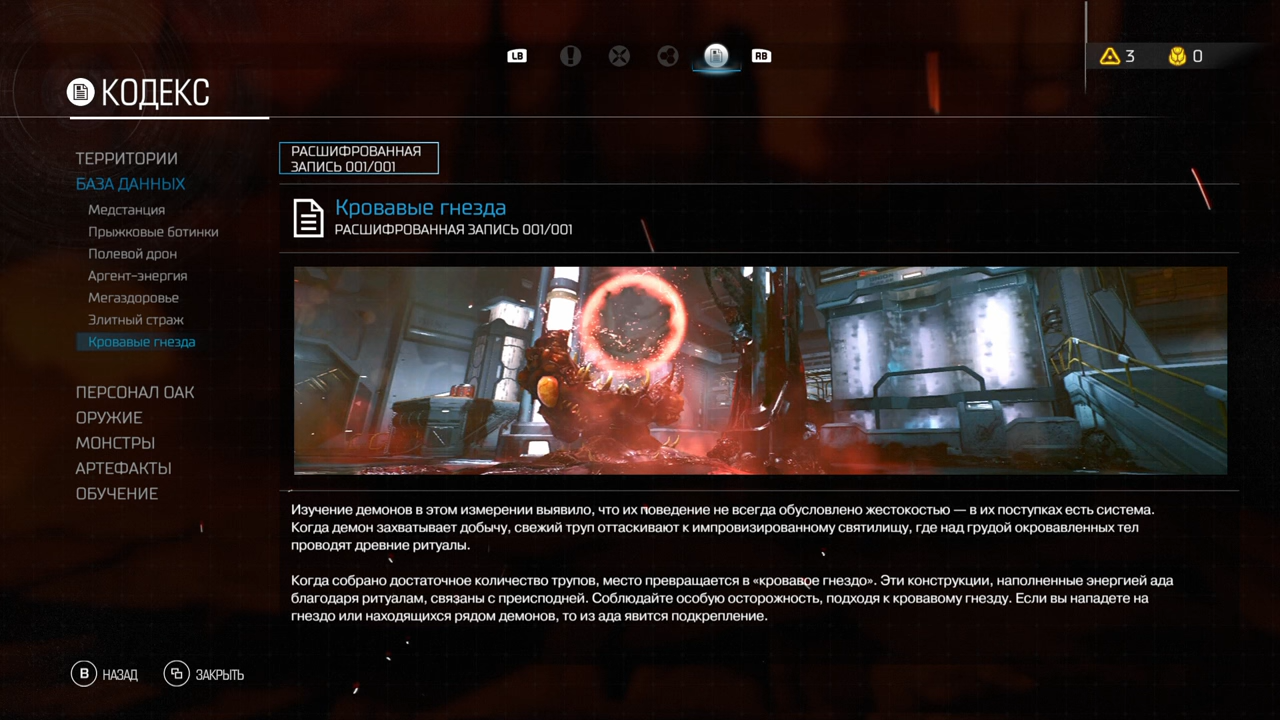 LB
RB
3
0
КОДЕКС
ТЕРРИТОРИИ
БАЗА ДАННЫХ
Медстанция
Прыжковые ботинки
Полевой дрон
Аргент-энергия
Мегаздоровье
Элитный страж
Кровавые гнезда
ПЕРСОНАЛ ОАК
ОРУЖИЕ
МОНСТРЫ
АРТЕФАКТЫ
ОБУЧЕНИЕ
РАСШИФРОВАННАЯ
ЗАПИСЬ 001/001
Кровавые гнезда
РАСШИФРОВАННАЯ ЗАПИСЬ 001/001
Изучение демонов в этом измерении выявило, что их поведение не всегда обусловлено жестокостью — в их поступках есть система.
Когда демон захватывает добычу, свежий труп оттаскивают к импровизированному святилищу, где над грудой окровавленных тел
проводят древние ритуалы.
Когда собрано достаточное количество трупов, место превращается в «кровавое гнездо». Эти конструкции, наполненные энергией ада
благодаря ритуалам, связаны с преисподней. Соблюдайте особую осторожность, подходя к кровавому гнезду. Если вы нападете на
гнездо или находящихся рядом демонов, то из ада явится подкрепление.
B НАЗАД
ЗАКРЫТЬ